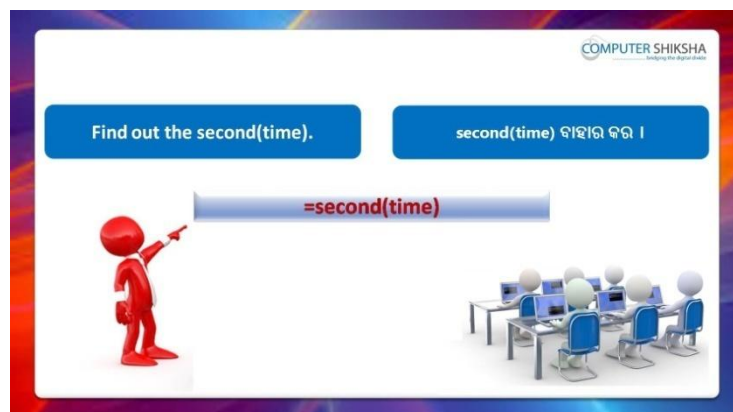 COMPUTER SHIKSHA
bridging the digital divide
Find out the second(time).
second(time) ବାହାର କର ।
=second(time)